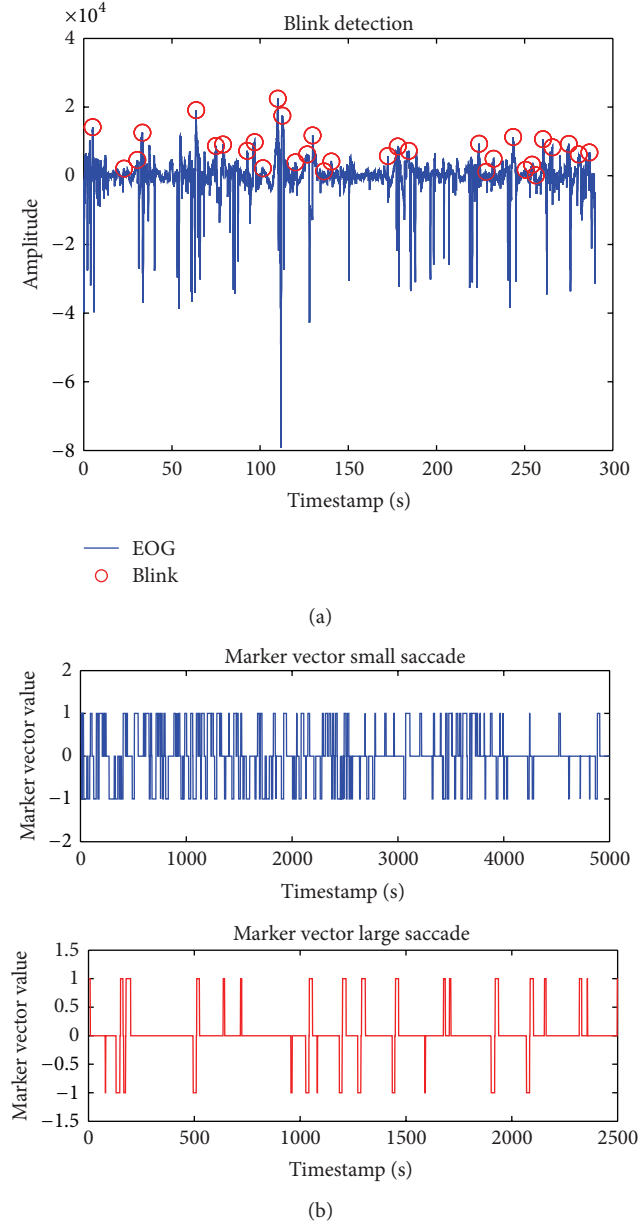 Blink detection
×10⁴
4
2
0
−2
−4
−6
−8
Amplitude
0 50 100 150 200 250 300
Timestamp (s)
EOG
Blink
(a)
Marker vector small saccade
2
1
0
−1
−2
Marker vector value
0 1000 2000 3000 4000 5000
Timestamp (s)
Marker vector large saccade
1.5
1
0.5
0
−0.5
−1
−1.5
Marker vector value
0 500 1000 1500 2000 2500
Timestamp (s)
(b)